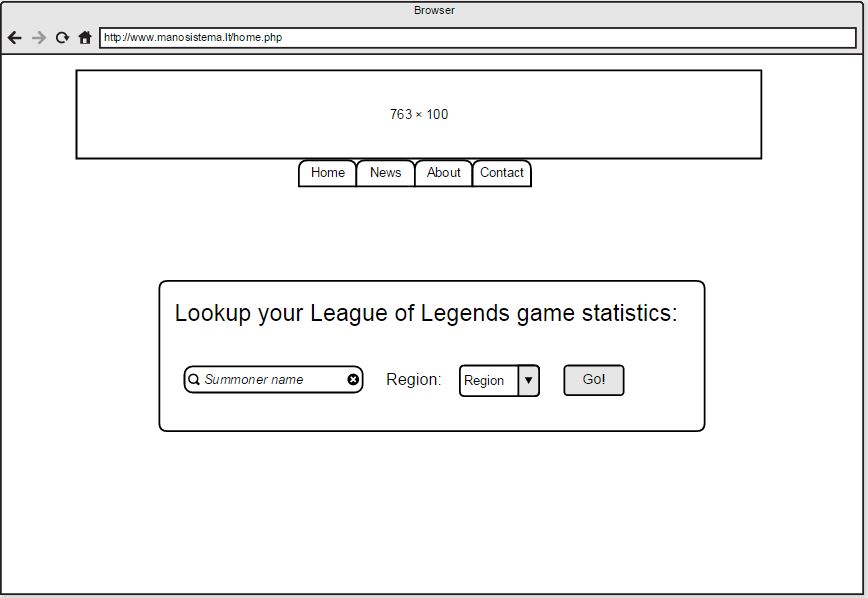 Browser
http://www.manosistema.lt/home.php
763 × 100
Home News About Contact
Lookup your League of Legends game statistics:
Summoner name Region: Region Go!